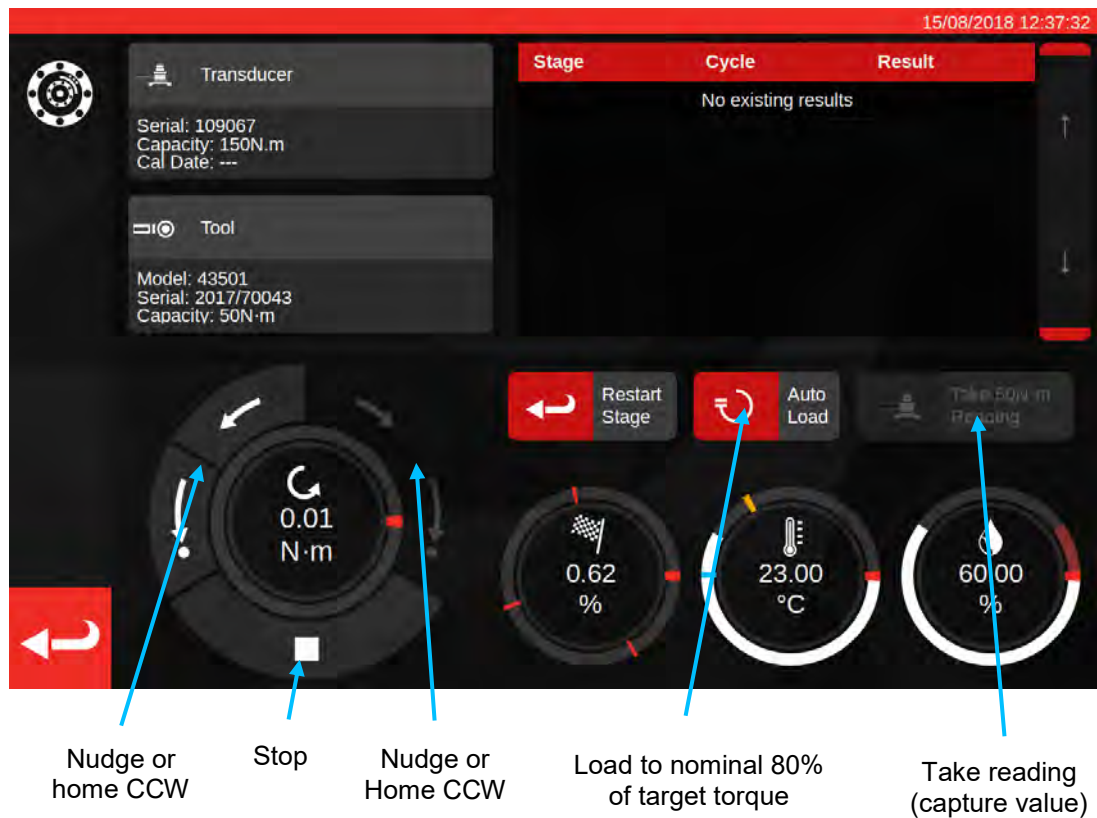 15/08/2018 12:37:32
Transducer
Serial: 109067
Capacity: 150N.m
Cal Date: ---
Stage Cycle Result
No existing results
Tool
Model: 43501
Serial: 2017/70043
Capacity: 50N·m
Restart
Stage
Auto
Load
Take 50N·m
Reading
0.01
N·m
0.62
%
23.00
°C
60.00
%
Nudge or
home CCW
Stop
Nudge or
Home CCW
Load to nominal 80%
of target torque
Take reading
(capture value)